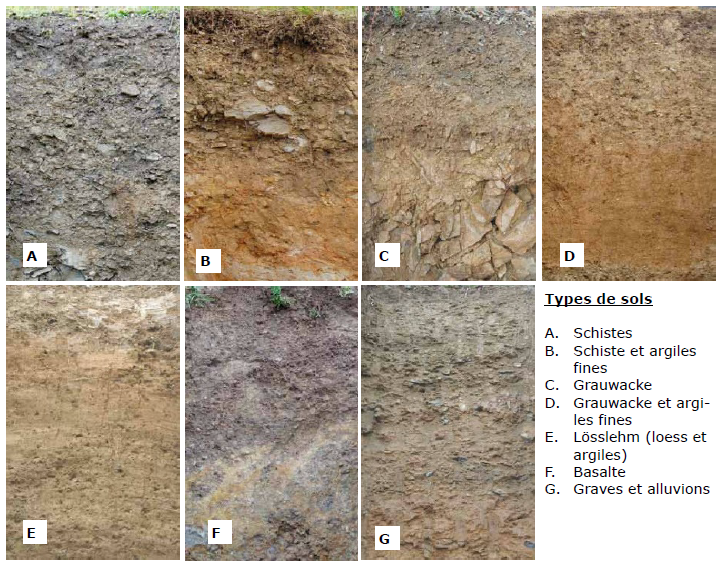 A
B
C
D
E
F
G
Types de sols
A. Schistes
B. Schiste et argiles
fines
C. Grauwacke
D. Grauwacke et argi-
les fines
E. Lösslehm (loess et
argiles)
F. Basalte
G. Graves et alluvions